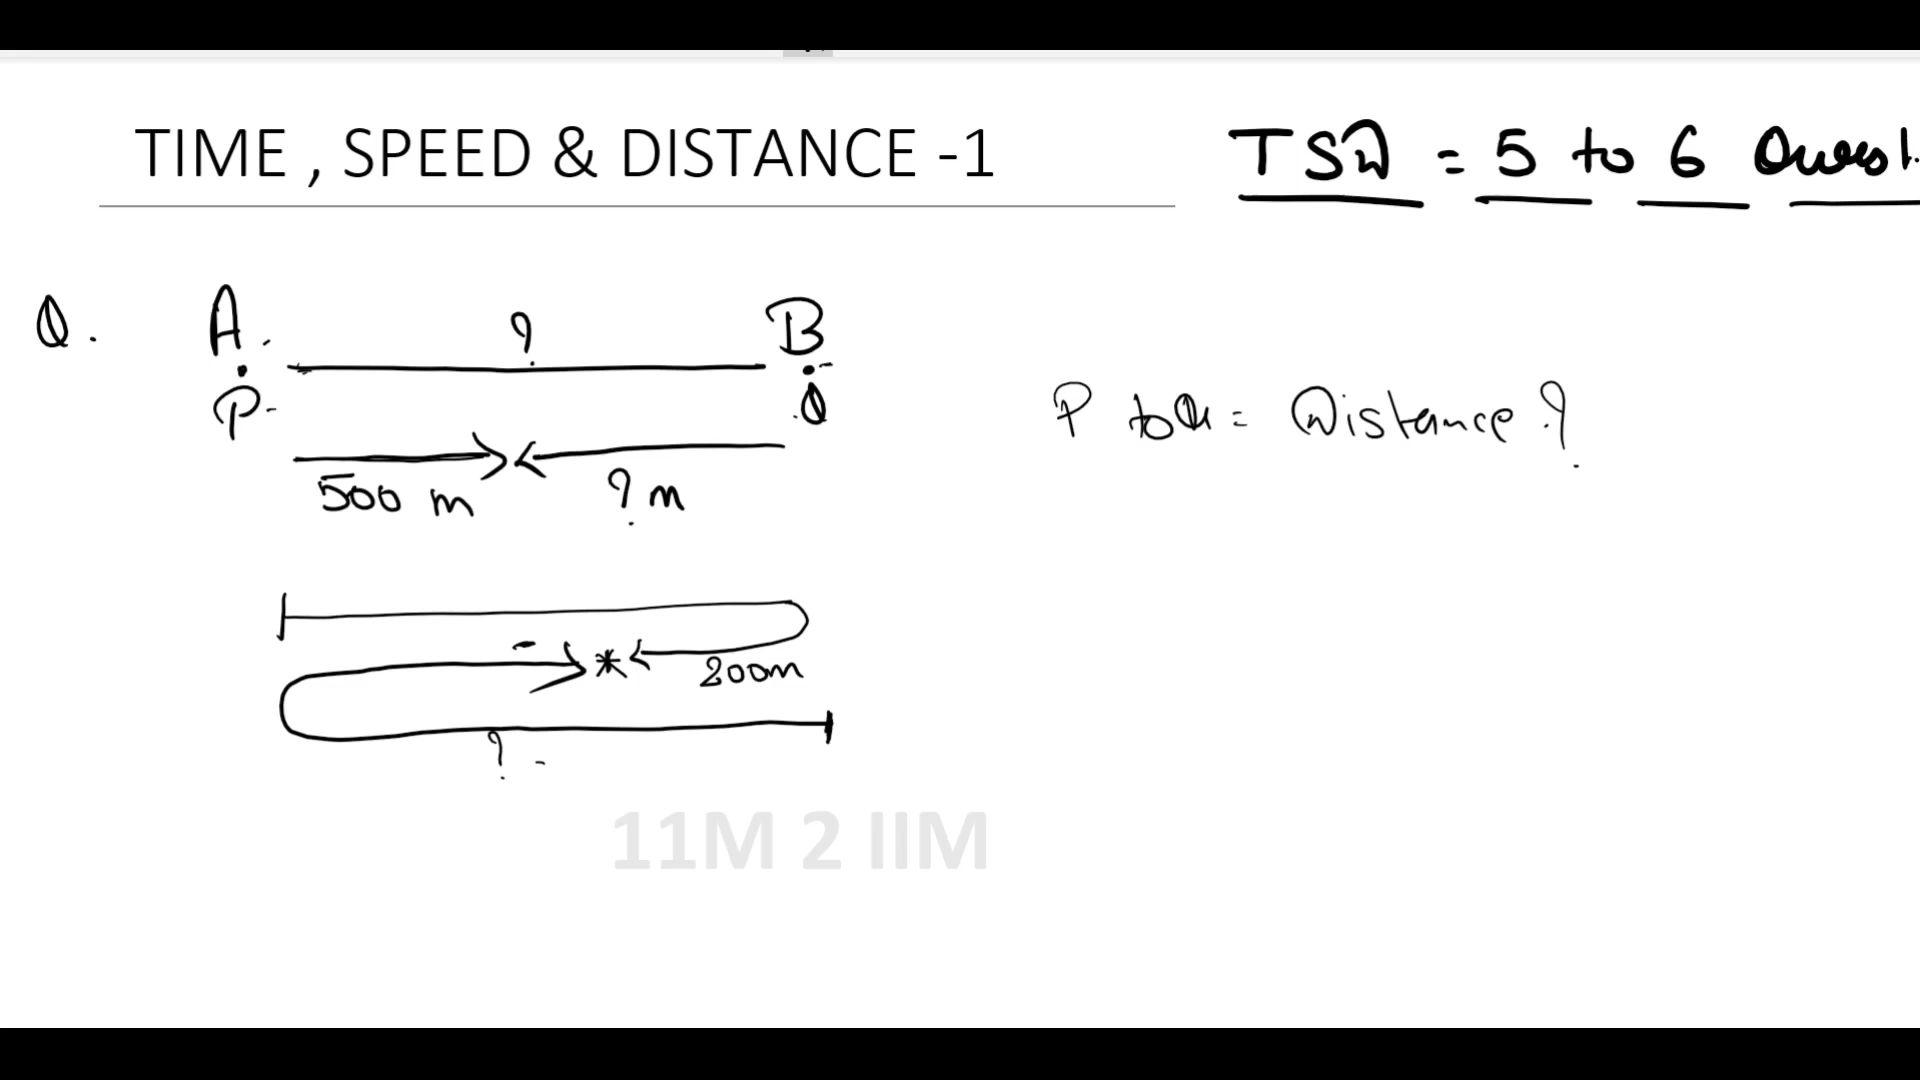 TIME , SPEED & DISTANCE -1
TSD = 5 to 6 Quest.
Q. A. ? B
P Q
P to Q = Distance ?
500 m ? m
200m
?
11M 2 IIM